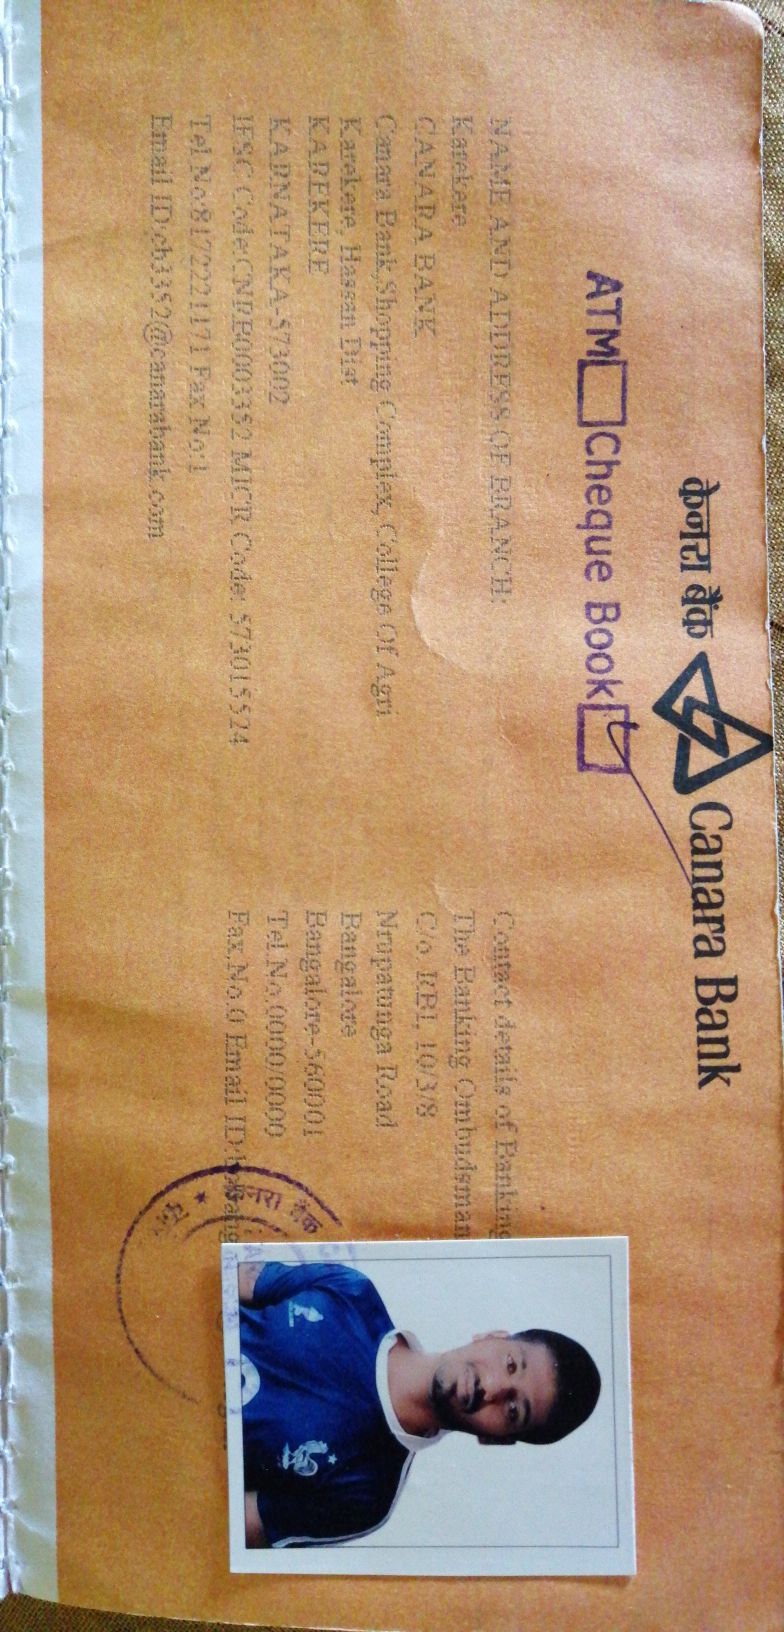 केनरा बैंक Canara Bank
ATM Cheque Book
NAME AND ADDRESS OF BRANCH:
Karekere
CANARA BANK
Canara Bank,Shopping Complex, College Of Agri
Karekere, Hassan Dist
KAREKERE
KARNATAKA-573002
IFSC Code:CNRB0003352 MICR Code: 573015524
Tel No:8172221171 Fax No:1
Email ID:cb3352@canarabank.com
Contact details of Banking
The Banking Ombudsman
C/o RBI, 10/3/8
Nrupatunga Road
Bangalore
Bangalore-560001
Tel.No.0000/0000
Fax.No.0 Email ID:
केनरा बैंक